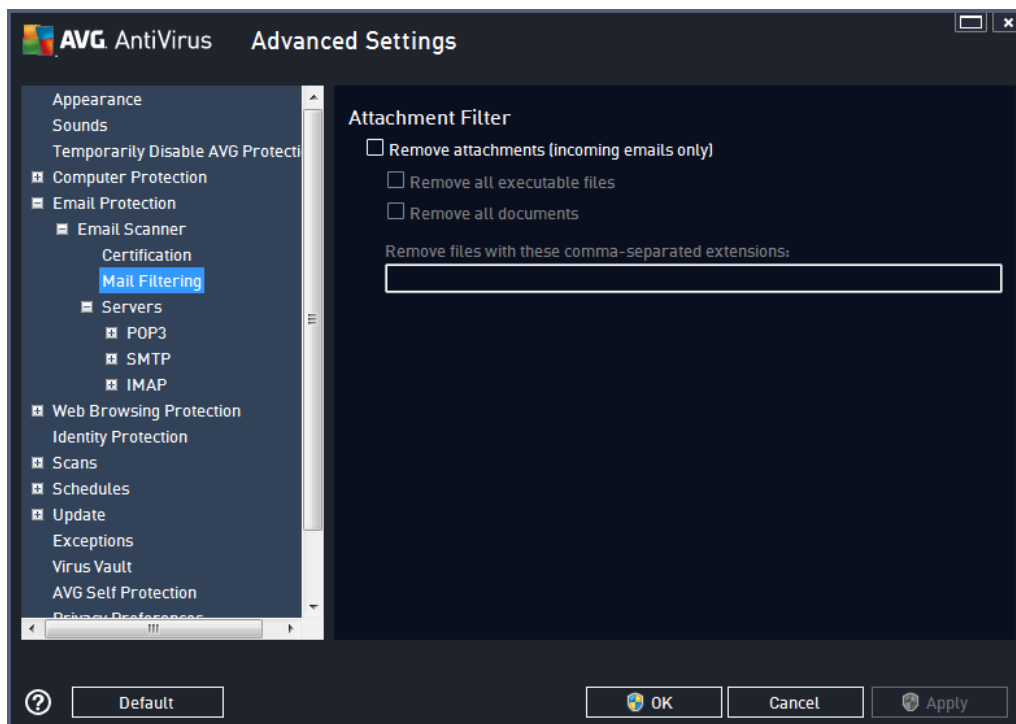 AVG. AntiVirus Advanced Settings
Appearance
Sounds
Temporarily Disable AVG Protecti
Computer Protection
Email Protection
Email Scanner
Certification
Mail Filtering
Servers
POP3
SMTP
IMAP
Web Browsing Protection
Identity Protection
Scans
Schedules
Update
Exceptions
Virus Vault
AVG Self Protection
Privacy Preferences
Attachment Filter
Remove attachments (incoming emails only)
Remove all executable files
Remove all documents
Remove files with these comma-separated extensions:
? Default OK Cancel Apply